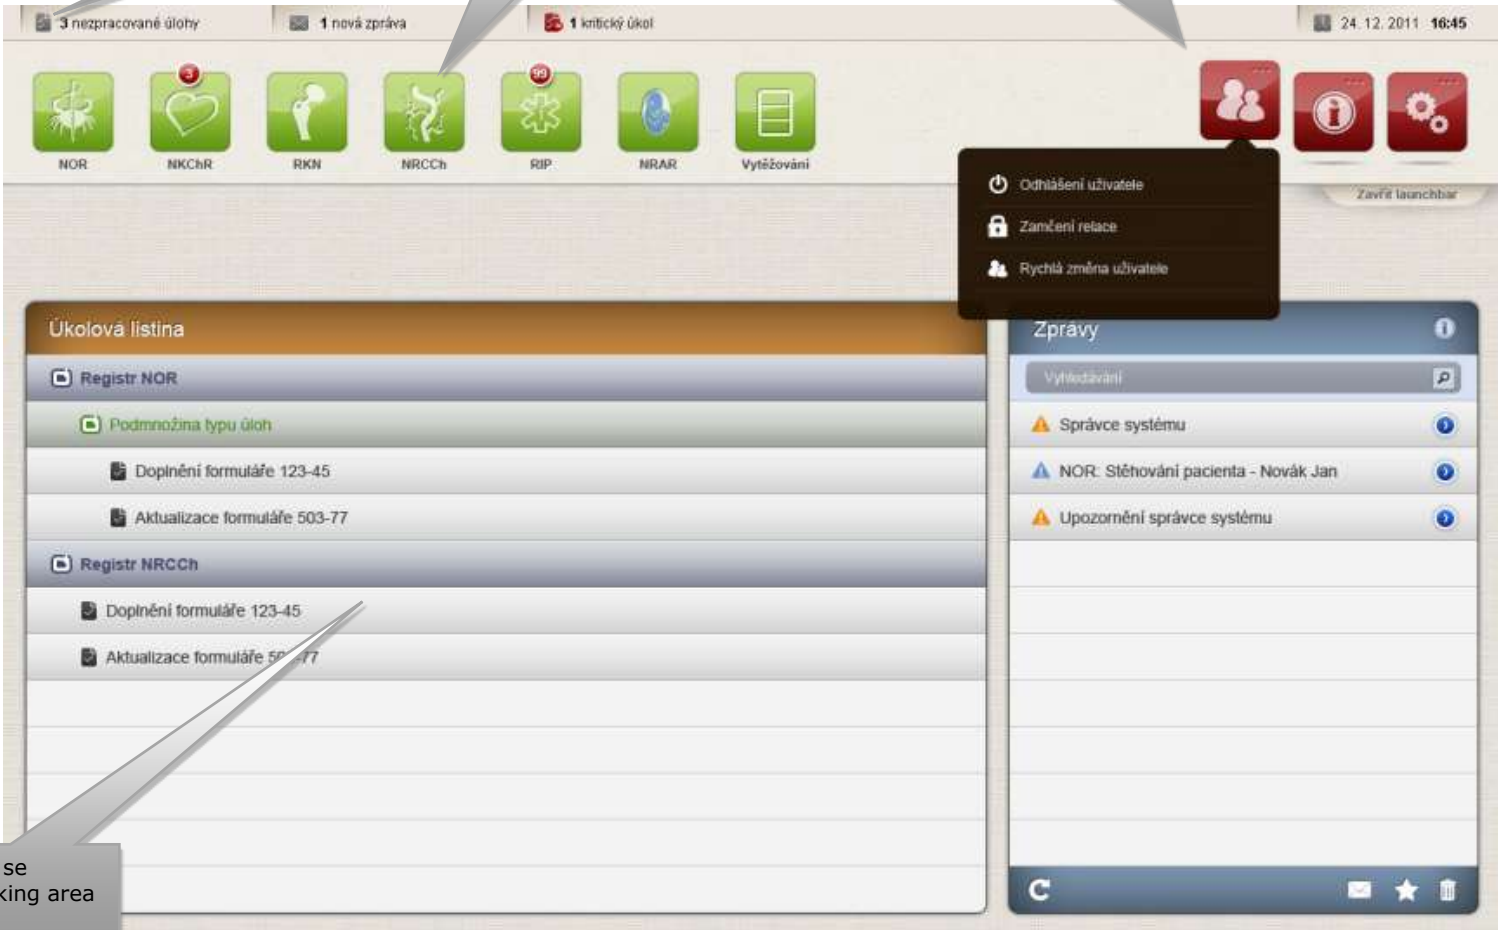 3 nezpracované úlohy
1 nová zpráva
1 kritický úkol
24. 12. 2011 16:45
3
99
NOR
NKChR
RKN
NRCCh
RIP
NRAR
Vytěžování
Odhlášení uživatele
Zamčení relace
Rychlá změna uživatele
Zavřít launchbar
Úkolová listina
Registr NOR
Podmnožina typu úloh
Doplnění formuláře 123-45
Aktualizace formuláře 503-77
Registr NRCCh
Doplnění formuláře 123-45
Aktualizace formuláře
Zprávy
Vyhledávání
Správce systému
NOR: Stěhování pacienta - Novák Jan
Upozornění správce systému
se
king area